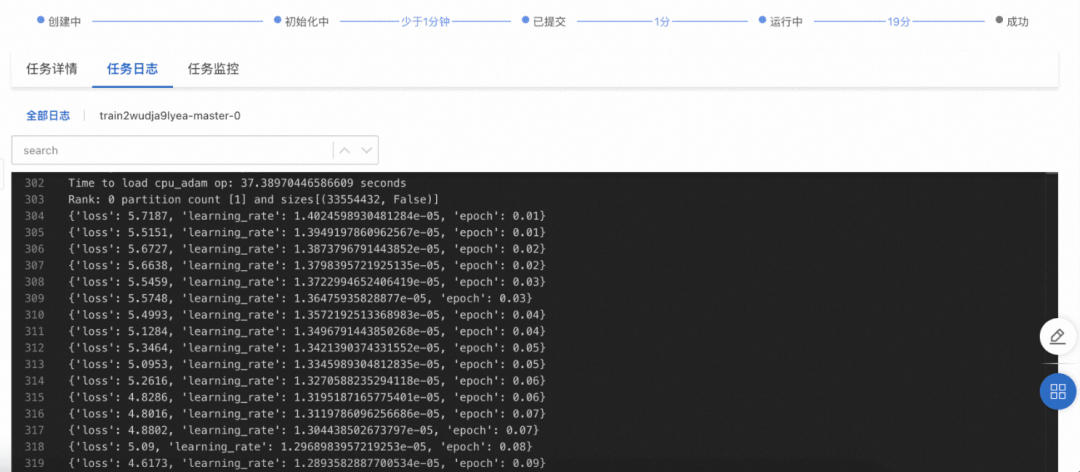 创建中 初始化中 少于1分钟 已提交 1分 运行中 19分 成功
任务详情 任务日志 任务监控
全部日志 train2wudja9lyea-master-0
search
302 Time to load cpu_adam op: 37.38970446586609 seconds
303 Rank: 0 partition count [1] and sizes[(33554432, False)]
304 {'loss': 5.7187, 'learning_rate': 1.4024598930481284e-05, 'epoch': 0.01}
305 {'loss': 5.5151, 'learning_rate': 1.3949197860962567e-05, 'epoch': 0.01}
306 {'loss': 5.6727, 'learning_rate': 1.3873796791443852e-05, 'epoch': 0.02}
307 {'loss': 5.6638, 'learning_rate': 1.3798395721925135e-05, 'epoch': 0.02}
308 {'loss': 5.5459, 'learning_rate': 1.3722994652406419e-05, 'epoch': 0.03}
309 {'loss': 5.5748, 'learning_rate': 1.36475935828877e-05, 'epoch': 0.03}
310 {'loss': 5.4993, 'learning_rate': 1.3572192513368983e-05, 'epoch': 0.04}
311 {'loss': 5.1284, 'learning_rate': 1.3496791443850268e-05, 'epoch': 0.04}
312 {'loss': 5.3464, 'learning_rate': 1.3421390374331552e-05, 'epoch': 0.05}
313 {'loss': 5.0953, 'learning_rate': 1.3345989304812835e-05, 'epoch': 0.05}
314 {'loss': 5.2616, 'learning_rate': 1.3270588235294118e-05, 'epoch': 0.06}
315 {'loss': 4.8286, 'learning_rate': 1.3195187165775401e-05, 'epoch': 0.06}
316 {'loss': 4.8016, 'learning_rate': 1.3119786096256686e-05, 'epoch': 0.07}
317 {'loss': 4.8802, 'learning_rate': 1.304438502673797e-05, 'epoch': 0.07}
318 {'loss': 5.09, 'learning_rate': 1.2968983957219253e-05, 'epoch': 0.08}
319 {'loss': 4.6173, 'learning_rate': 1.2893582887700534e-05, 'epoch': 0.09}